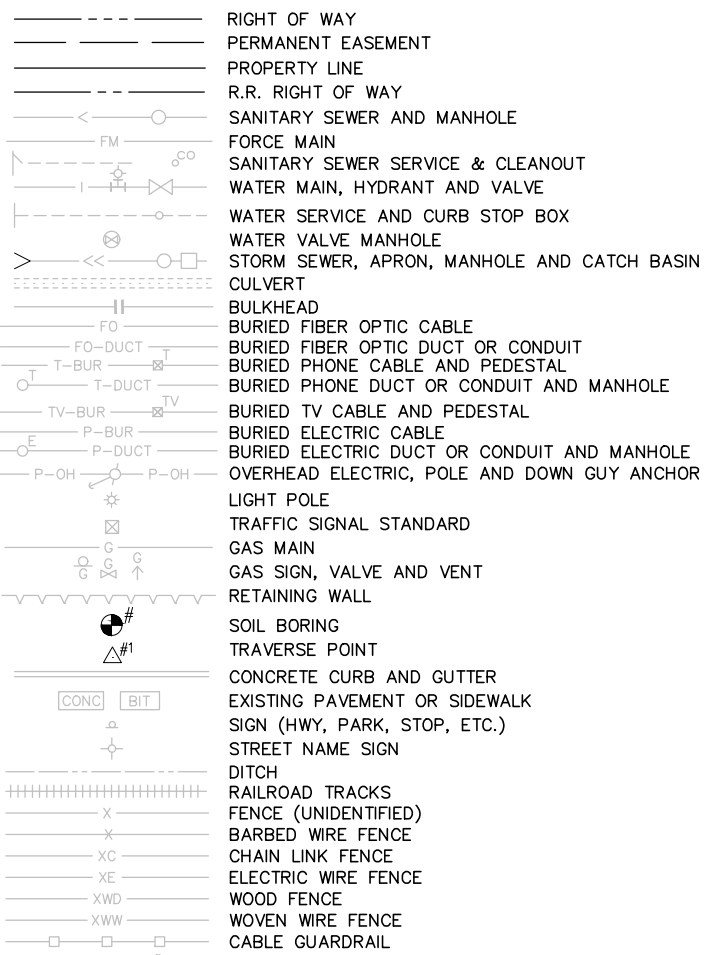 RIGHT OF WAY
PERMANENT EASEMENT
PROPERTY LINE
R.R. RIGHT OF WAY
< SANITARY SEWER AND MANHOLE
FM FORCE MAIN
CO SANITARY SEWER SERVICE & CLEANOUT
I WATER MAIN, HYDRANT AND VALVE
WATER SERVICE AND CURB STOP BOX
WATER VALVE MANHOLE
> << STORM SEWER, APRON, MANHOLE AND CATCH BASIN
CULVERT
BULKHEAD
FO BURIED FIBER OPTIC CABLE
FO-DUCT BURIED FIBER OPTIC DUCT OR CONDUIT
T-BUR T BURIED PHONE CABLE AND PEDESTAL
T T-DUCT BURIED PHONE DUCT OR CONDUIT AND MANHOLE
TV-BUR TV BURIED TV CABLE AND PEDESTAL
P-BUR BURIED ELECTRIC CABLE
E P-DUCT BURIED ELECTRIC DUCT OR CONDUIT AND MANHOLE
P-OH P-OH OVERHEAD ELECTRIC, POLE AND DOWN GUY ANCHOR
LIGHT POLE
TRAFFIC SIGNAL STANDARD
G GAS MAIN
G G G GAS SIGN, VALVE AND VENT
RETAINING WALL
# SOIL BORING
#1 TRAVERSE POINT
CONCRETE CURB AND GUTTER
CONC BIT EXISTING PAVEMENT OR SIDEWALK
SIGN (HWY, PARK, STOP, ETC.)
STREET NAME SIGN
DITCH
RAILROAD TRACKS
X FENCE (UNIDENTIFIED)
X BARBED WIRE FENCE
XC CHAIN LINK FENCE
XE ELECTRIC WIRE FENCE
XWD WOOD FENCE
XWW WOVEN WIRE FENCE
CABLE GUARDRAIL